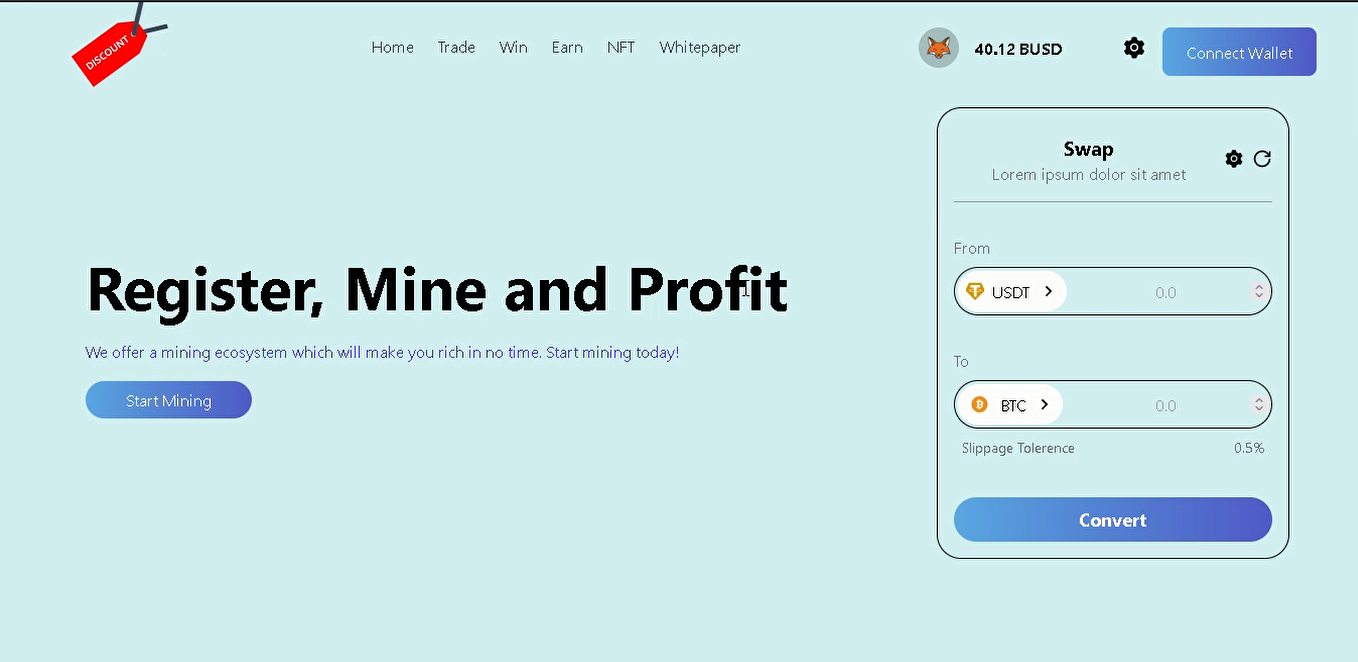 DISCOUNT
Home Trade Win Earn NFT Whitepaper
40.12 BUSD
Connect Wallet
Swap
Lorem ipsum dolor sit amet
From
USDT 0.0
To
BTC 0.0
Slippage Tolerence 0.5%
Convert
Register, Mine and Profit
We offer a mining ecosystem which will make you rich in no time. Start mining today!
Start Mining